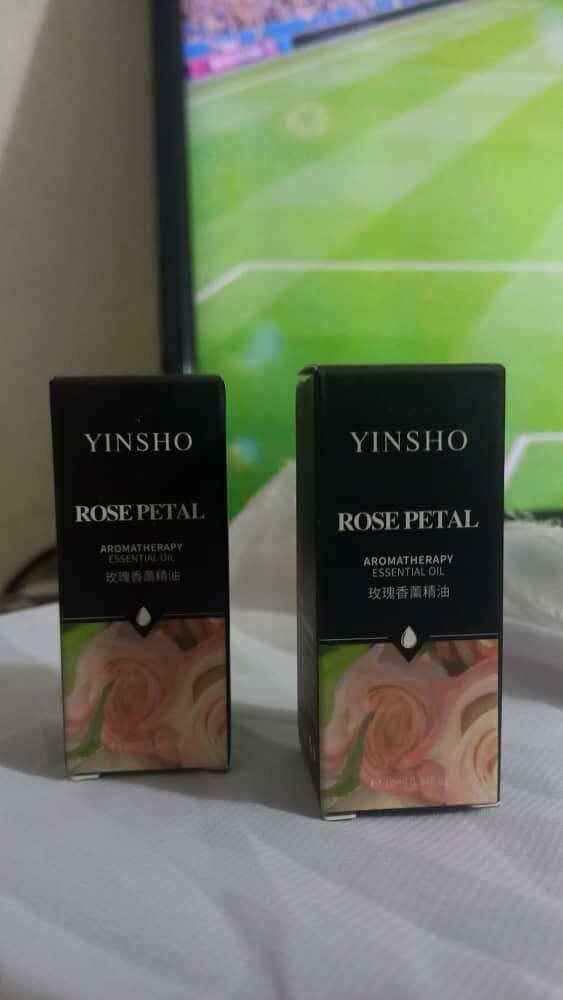 YINSHO
ROSE PETAL
AROMATHERAPY
ESSENTIAL OIL
玫瑰香薰精油
YINSHO
ROSE PETAL
AROMATHERAPY
ESSENTIAL OIL
玫瑰香薰精油